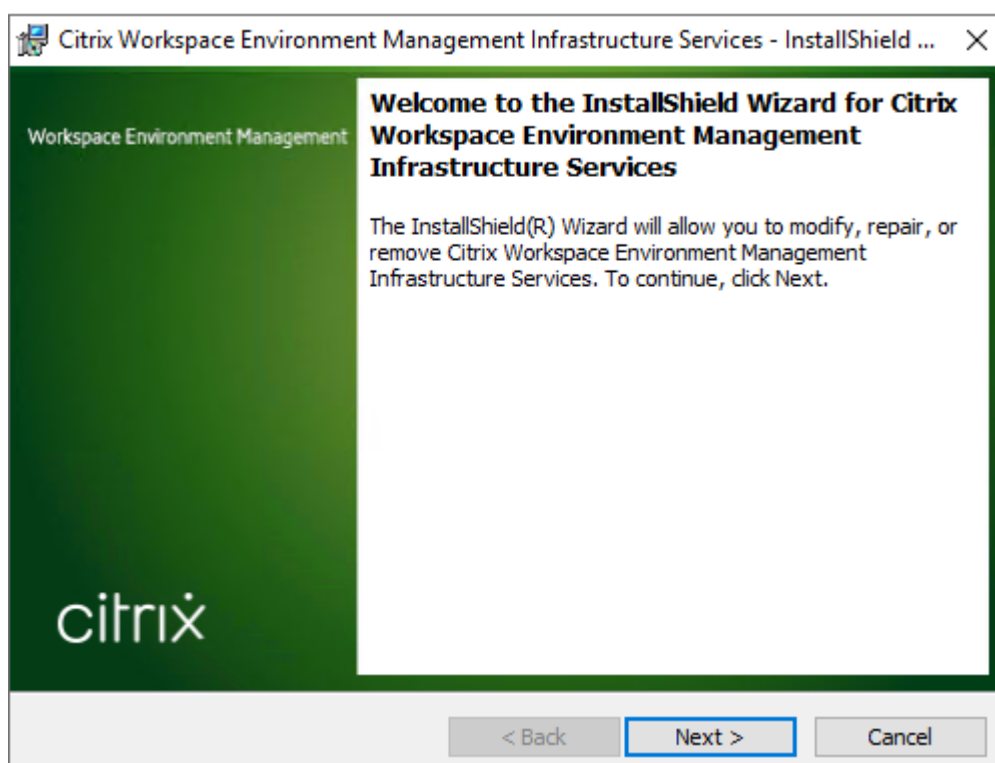 Citrix Workspace Environment Management Infrastructure Services - InstallShield ...
Workspace Environment Management
Welcome to the InstallShield Wizard for Citrix
Workspace Environment Management
Infrastructure Services
The InstallShield(R) Wizard will allow you to modify, repair, or
remove Citrix Workspace Environment Management
Infrastructure Services. To continue, click Next.
citrix
< Back
Next >
Cancel